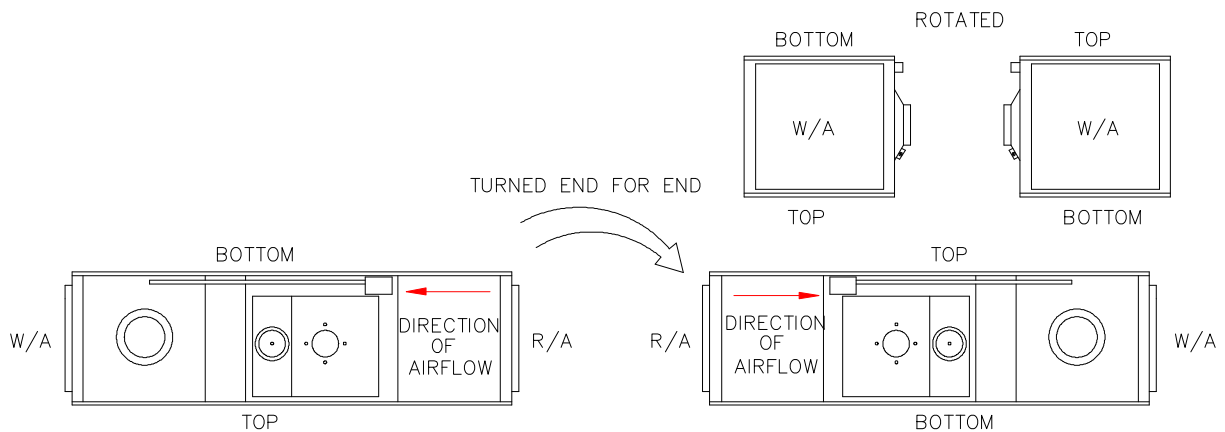 ROTATED
BOTTOM
TOP
W/A
W/A
TOP
BOTTOM
TURNED END FOR END
BOTTOM
W/A
DIRECTION
OF
AIRFLOW
R/A
TOP
TOP
R/A
DIRECTION
OF
AIRFLOW
W/A
BOTTOM